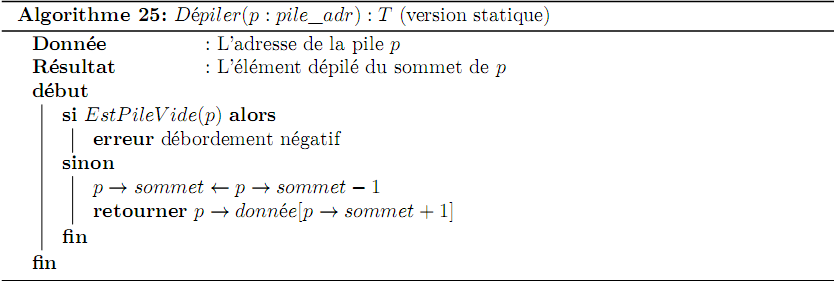 Algorithme 25: Dépiler(p : pile_adr) : T (version statique)
Donnée : L'adresse de la pile p
Résultat : L'élément dépilé du sommet de p
début
si EstPileVide(p) alors
erreur débordement négatif
sinon
p → sommet ← p → sommet − 1
retourner p → donnée[p → sommet + 1]
fin
fin